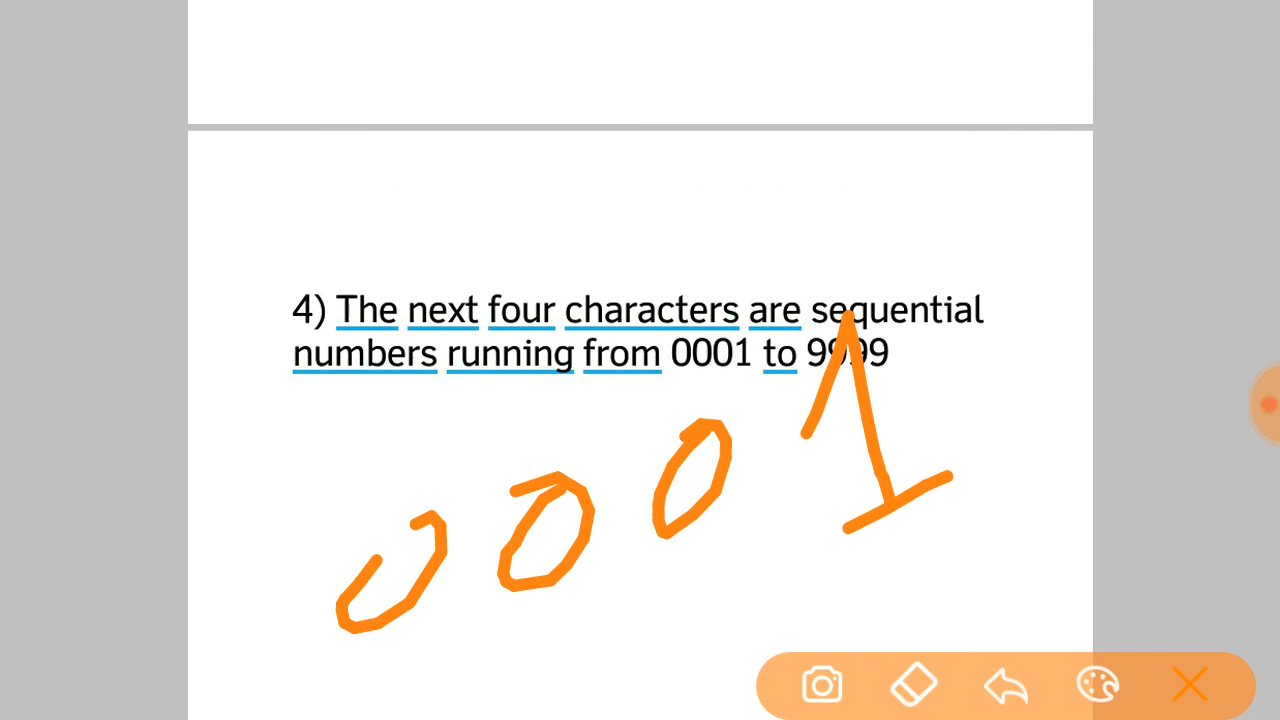 4) The next four characters are sequential
numbers running from 0001 to 9999
0001